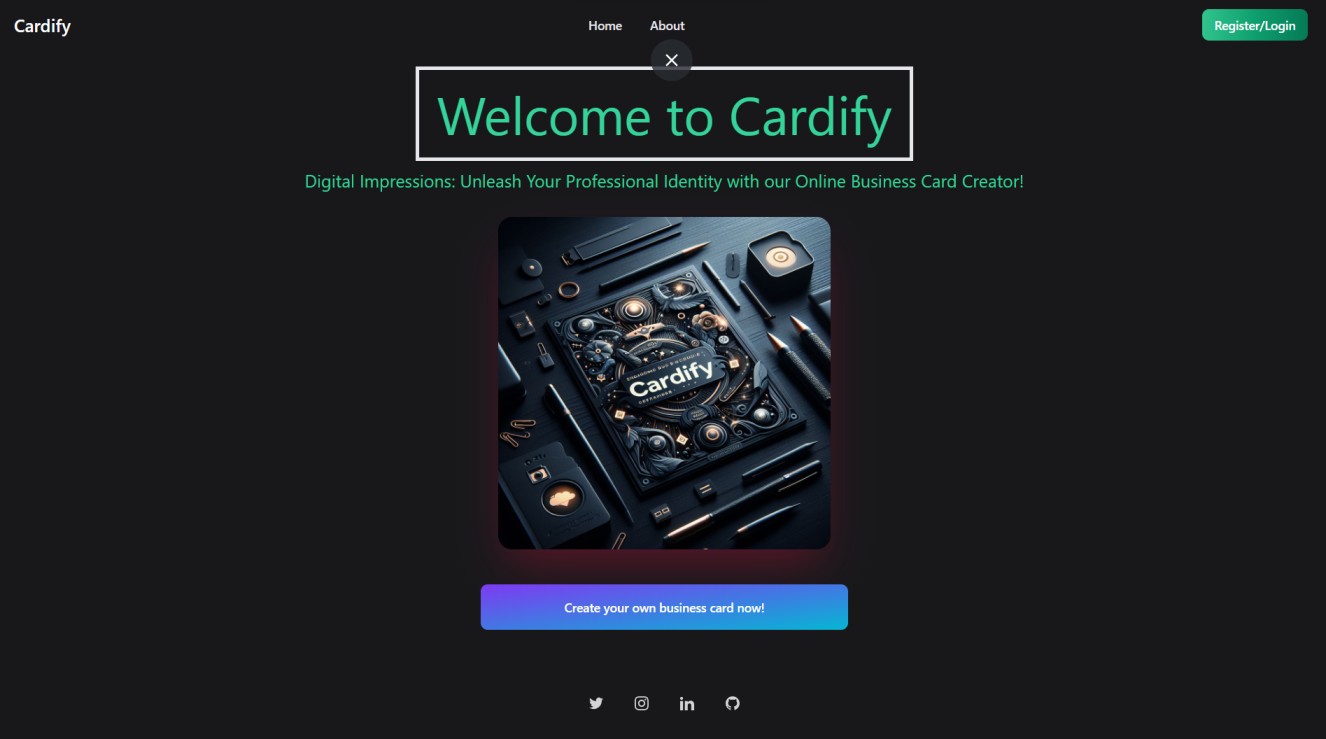 Cardify
Home
About
Register/Login
Welcome to Cardify
Digital Impressions: Unleash Your Professional Identity with our Online Business Card Creator!
Cardify
Create your own business card now!